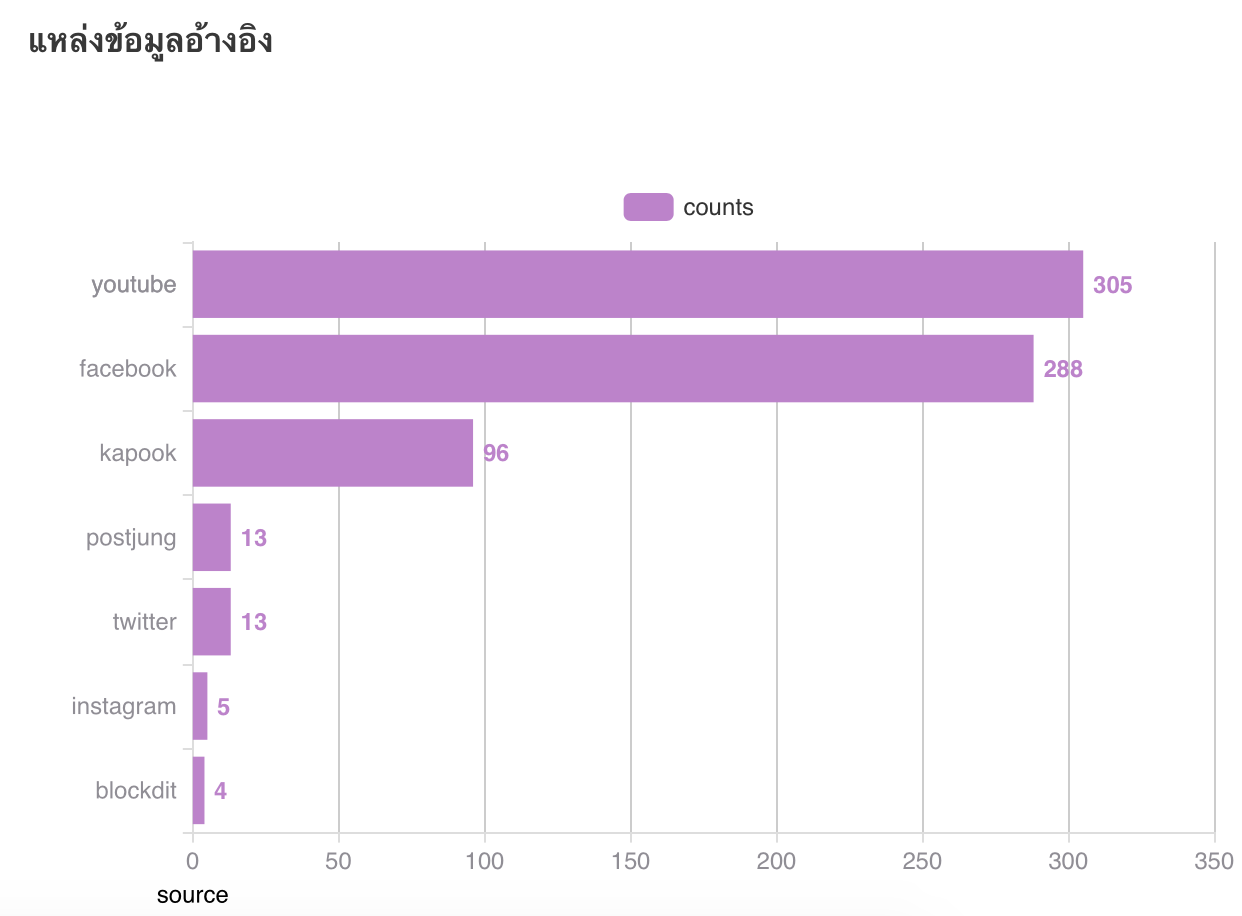 แหล่งข้อมูลอ้างอิง
counts
youtube 305
facebook 288
kapook 96
postjung 13
twitter 13
instagram 5
blockdit 4
0 50 100 150 200 250 300 350
source